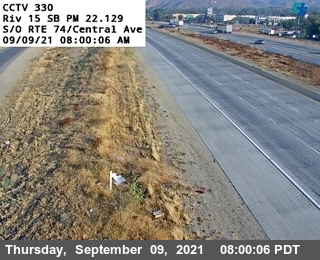 CCTV 330
Riv 15 SB PM 22.129
S/O RTE 74/Central Ave
09/09/21 08:00:06 AM
Thursday, September 09, 2021 08:00:06 PDT